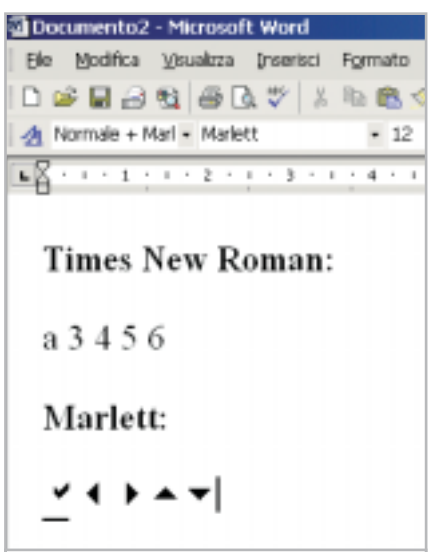 Documento2 - Microsoft Word
File Modifica Visualizza Inserisci Formato
Normale + Marl Marlett 12
1 2 3 4
Times New Roman:
a 3 4 5 6
Marlett:
✔ ◀ ▶ ▲ ▼